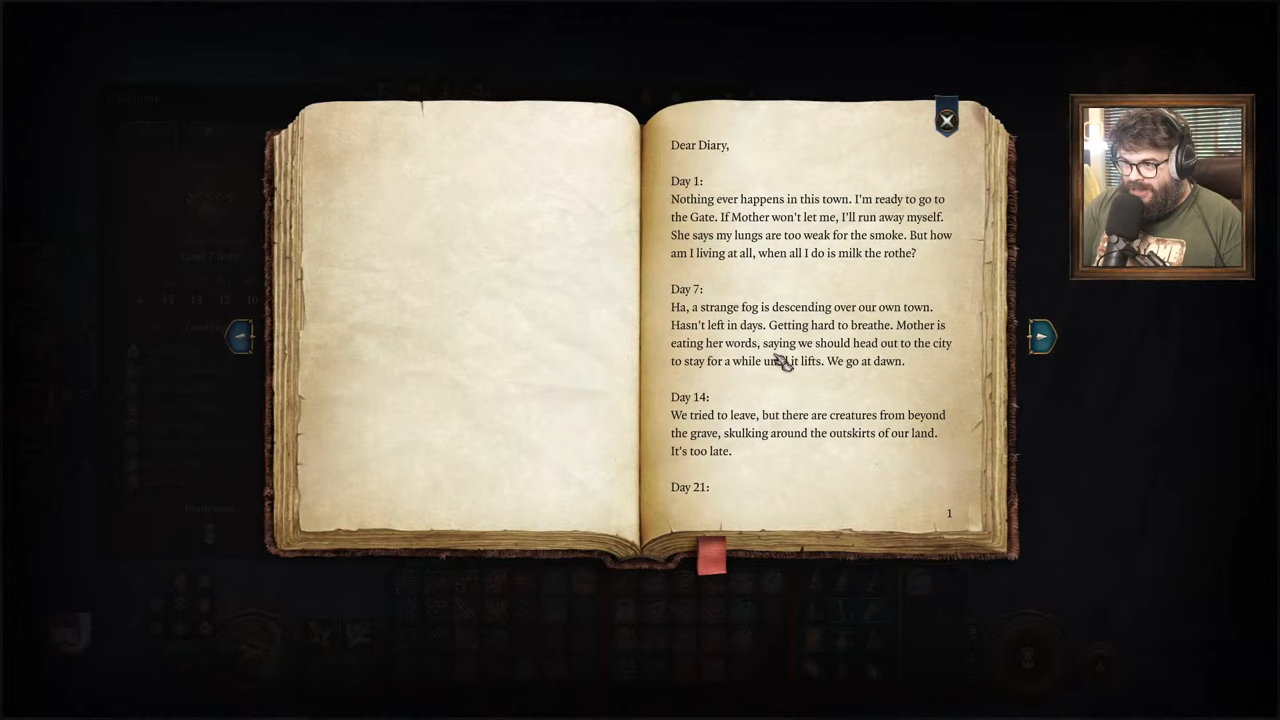 Dear Diary,
Day 1:
Nothing ever happens in this town. I'm ready to go to
the Gate. If Mother won't let me, I'll run away myself.
She says my lungs are too weak for the smoke. But how
am I living at all, when all I do is milk the rothe?
Day 7:
Ha, a strange fog is descending over our own town.
Hasn't left in days. Getting hard to breathe. Mother is
eating her words, saying we should head out to the city
to stay for a while until it lifts. We go at dawn.
Day 14:
We tried to leave, but there are creatures from beyond
the grave, skulking around the outskirts of our land.
It's too late.
Day 21:
1
Level 7 Bard